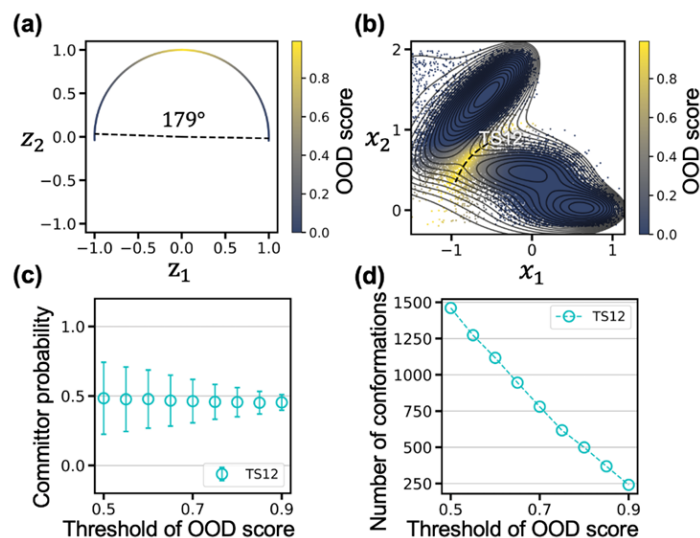 (a)
1.0
0.5
0.0
−0.5
−1.0
z2
179°
−1.0 −0.5 0.0 0.5 1.0
z1
0.8
0.6
0.4
0.2
0.0
OOD score
(b)
2
1
0
x2
TS12
−1 0 1
x1
0.8
0.6
0.4
0.2
0.0
OOD score
(c)
1.0
0.5
0.0
Committor probability
TS12
0.5 0.7 0.9
Threshold of OOD score
(d)
1500
1250
1000
750
500
250
Number of conformations
TS12
0.5 0.7 0.9
Threshold of OOD score